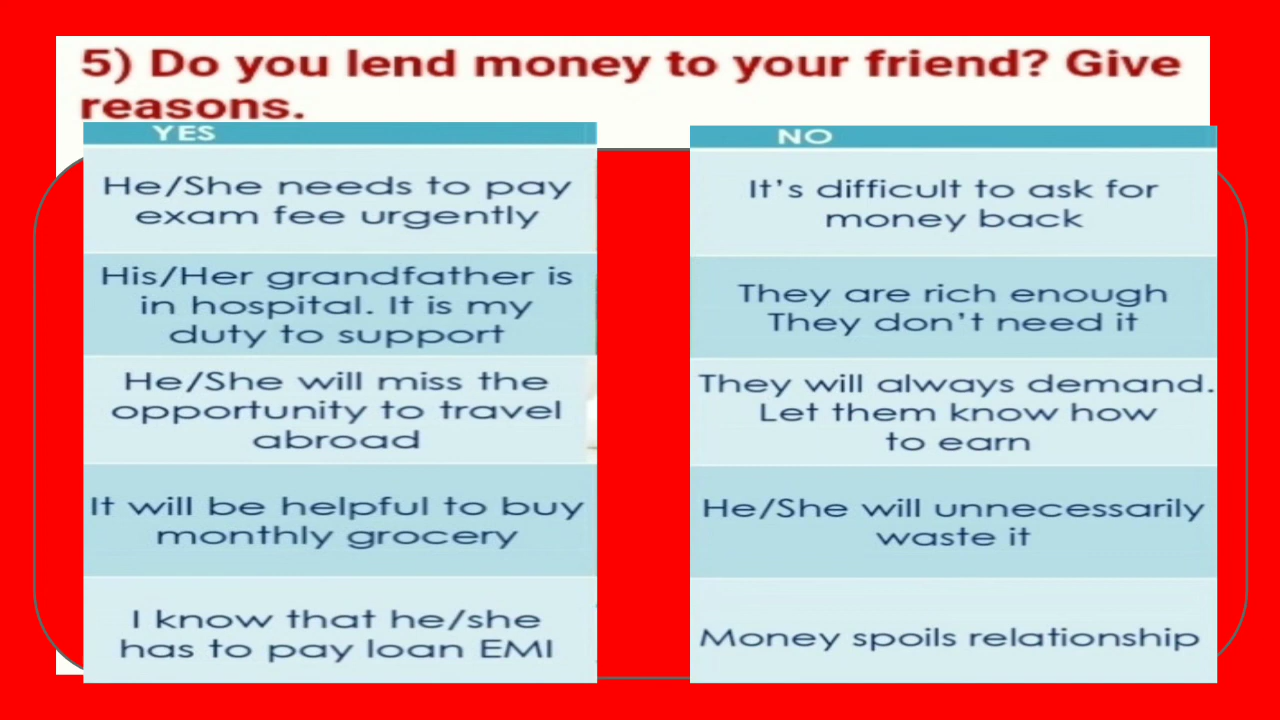 5) Do you lend money to your friend? Give
reasons.
YES
He/She needs to pay
exam fee urgently
His/Her grandfather is
in hospital. It is my
duty to support
He/She will miss the
opportunity to travel
abroad
It will be helpful to buy
monthly grocery
I know that he/she
has to pay loan EMI
NO
It's difficult to ask for
money back
They are rich enough
They don't need it
They will always demand.
Let them know how
to earn
He/She will unnecessarily
waste it
Money spoils relationship